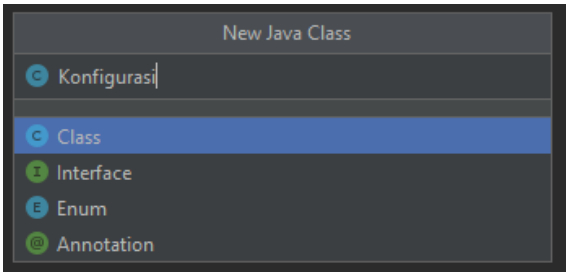 New Java Class
C Konfigurasi
C Class
I Interface
E Enum
@ Annotation